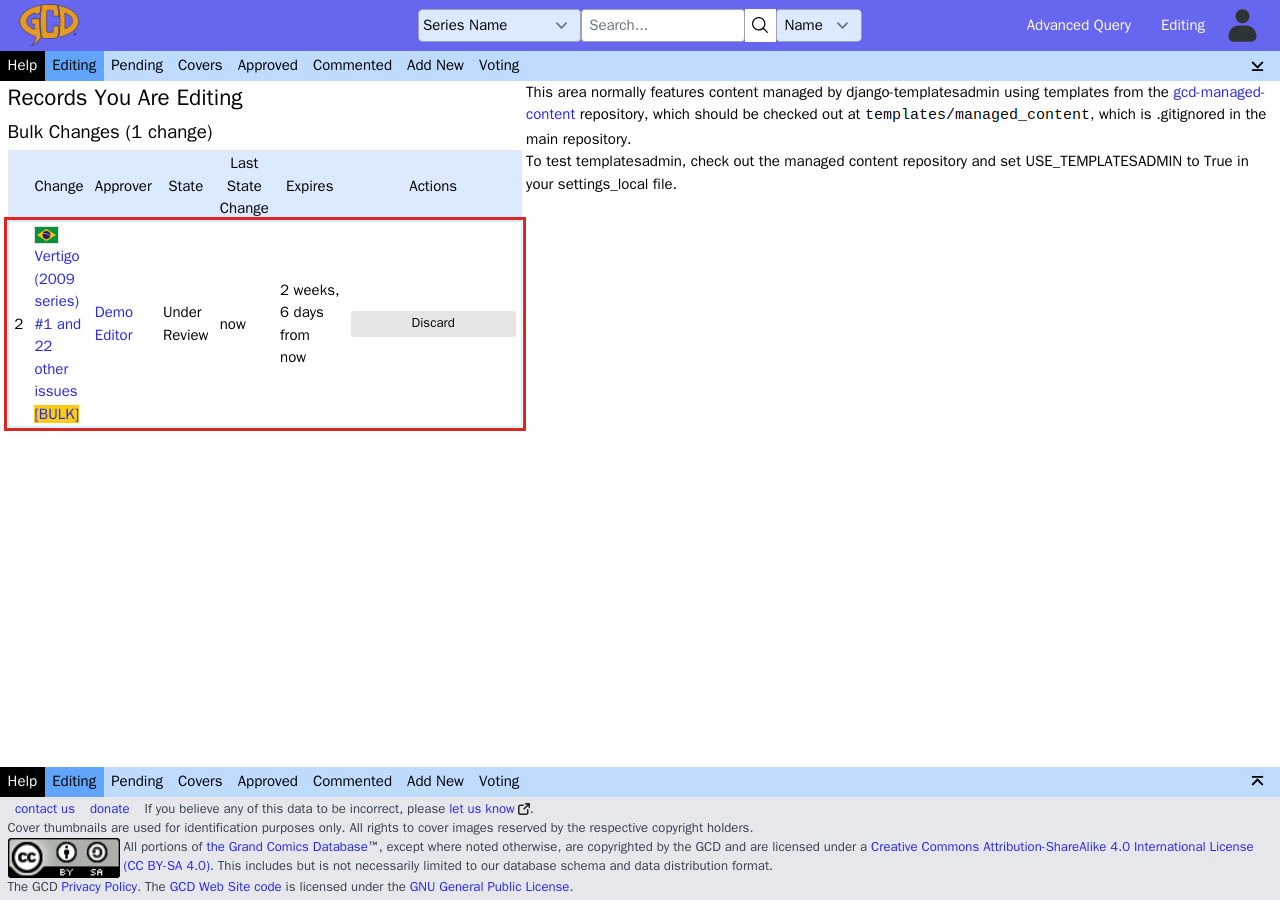 GCD
Series Name
Search...
Name
Advanced Query
Editing
Help Editing Pending Covers Approved Commented Add New Voting
Records You Are Editing
Bulk Changes (1 change)
Change Approver State Last State Change Expires Actions
2
Vertigo
(2009
series)
#1 and
22
other
issues
[BULK]
Demo
Editor
Under
Review
now
2 weeks,
6 days
from
now
Discard
This area normally features content managed by django-templatesadmin using templates from the gcd-managed-
content repository, which should be checked out at templates/managed_content, which is .gitignored in the
main repository.
To test templatesadmin, check out the managed content repository and set USE_TEMPLATESADMIN to True in
your settings_local file.
Help Editing Pending Covers Approved Commented Add New Voting
contact us donate If you believe any of this data to be incorrect, please let us know.
Cover thumbnails are used for identification purposes only. All rights to cover images reserved by the respective copyright holders.
cc BY SA
All portions of the Grand Comics Database™, except where noted otherwise, are copyrighted by the GCD and are licensed under a Creative Commons Attribution-ShareAlike 4.0 International License
(CC BY-SA 4.0). This includes but is not necessarily limited to our database schema and data distribution format.
The GCD Privacy Policy. The GCD Web Site code is licensed under the GNU General Public License.